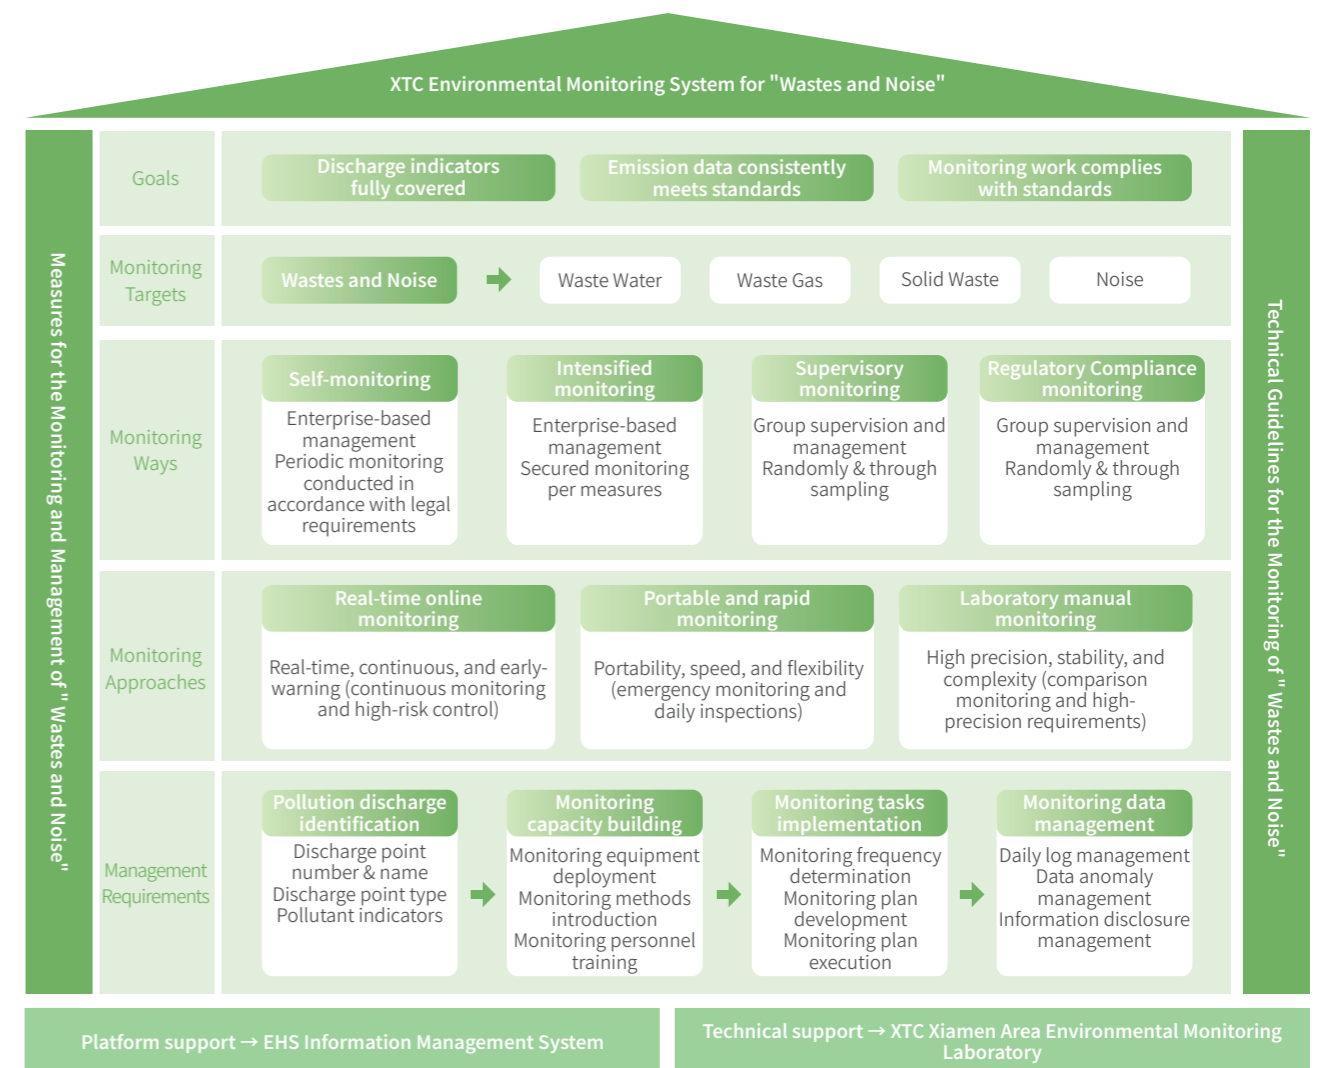 XTC Environmental Monitoring System for "Wastes and Noise"
Measures for the Monitoring and Management of " Wastes and Noise"
Goals
Discharge indicators
fully covered
Emission data consistently
meets standards
Monitoring work complies
with standards
Monitoring
Targets
Wastes and Noise
Waste Water
Waste Gas
Solid Waste
Noise
Monitoring
Ways
Self-monitoring
Enterprise-based
management
Periodic monitoring
conducted in
accordance with legal
requirements
Intensified
monitoring
Enterprise-based
management
Secured monitoring
per measures
Supervisory
monitoring
Group supervision and
management
Randomly & through
sampling
Regulatory Compliance
monitoring
Group supervision and
management
Randomly & through
sampling
Monitoring
Approaches
Real-time online
monitoring
Real-time, continuous, and early-
warning (continuous monitoring
and high-risk control)
Portable and rapid
monitoring
Portability, speed, and flexibility
(emergency monitoring and
daily inspections)
Laboratory manual
monitoring
High precision, stability, and
complexity (comparison
monitoring and high-
precision requirements)
Management
Requirements
Pollution discharge
identification
Discharge point
number & name
Discharge point type
Pollutant indicators
Monitoring
capacity building
Monitoring equipment
deployment
Monitoring methods
introduction
Monitoring personnel
training
Monitoring tasks
implementation
Monitoring frequency
determination
Monitoring plan
development
Monitoring plan
execution
Monitoring data
management
Daily log management
Data anomaly
management
Information disclosure
management
Technical Guidelines for the Monitoring of " Wastes and Noise"
Platform support → EHS Information Management System
Technical support → XTC Xiamen Area Environmental Monitoring
Laboratory